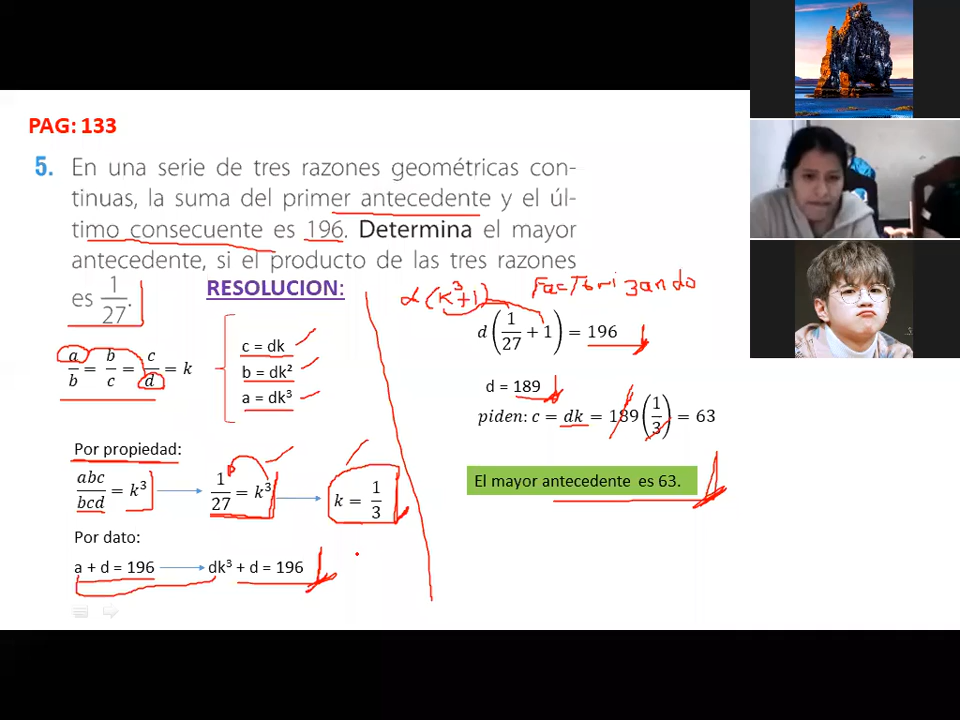 PAG: 133
5. En una serie de tres razones geométricas con-
tinuas, la suma del primer antecedente y el úl-
timo consecuente es 196. Determina el mayor
antecedente, si el producto de las tres razones
es 1/27.
RESOLUCION:
a/b = b/c = c/d = k
c = dk
b = dk²
a = dk³
Por propiedad:
abc/bcd = k³
1/27 = k³
k = 1/3
Por dato:
a + d = 196
dk³ + d = 196
d(k³+1)
Factorizando
d(1/27 + 1) = 196
d = 189
piden: c = dk = 189(1/3) = 63
El mayor antecedente es 63.